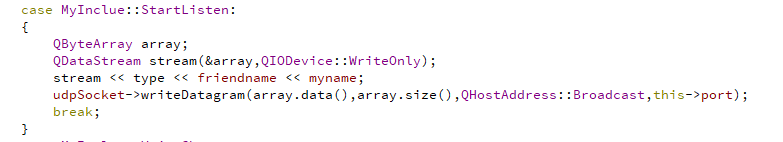 case MyInclue::StartListen:
{
QByteArray array;
QDataStream stream(&array,QIODevice::WriteOnly);
stream << type << friendname << myname;
udpSocket->writeDatagram(array.data(),array.size(),QHostAddress::Broadcast,this->port);
break;
}